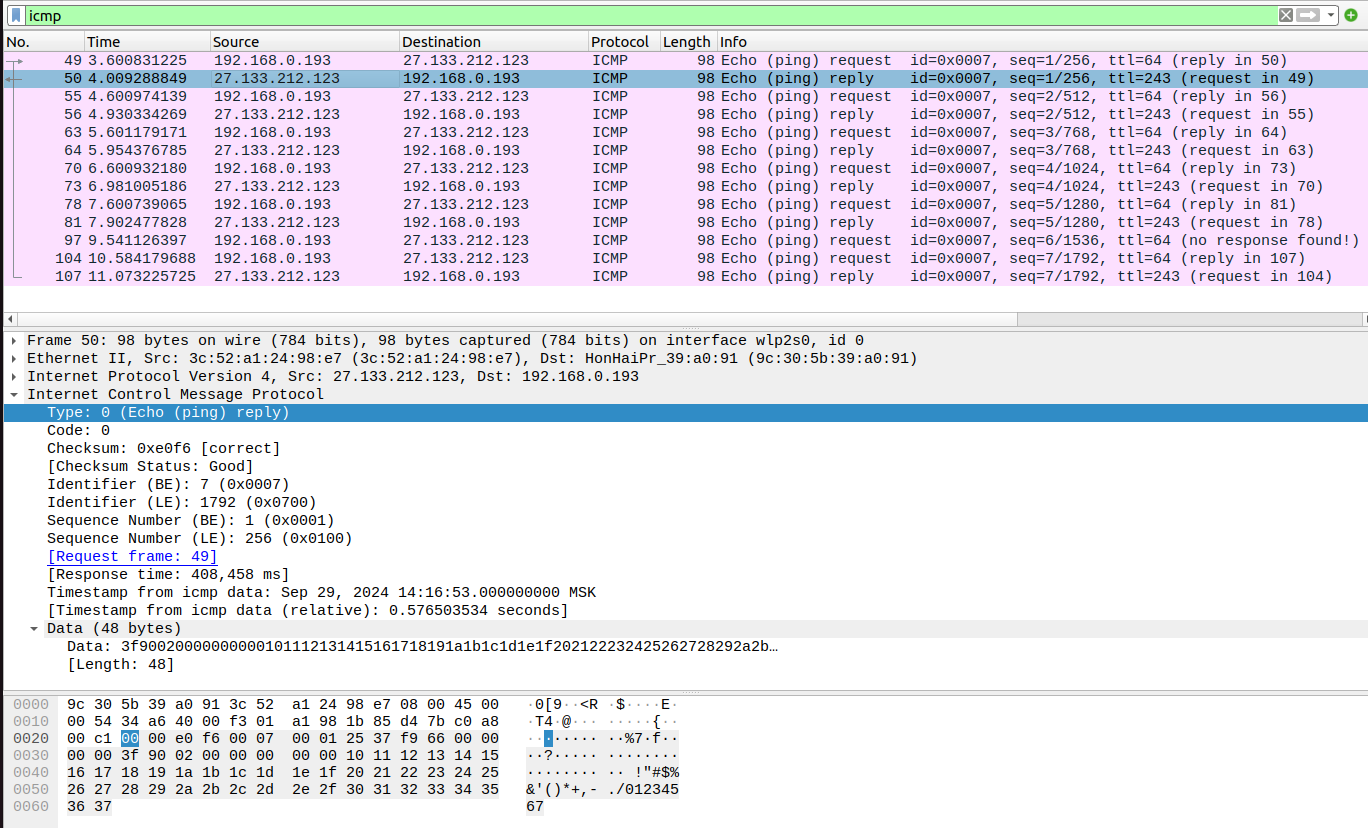 icmp
No. Time Source Destination Protocol Length Info
49 3.600831225 192.168.0.193 27.133.212.123 ICMP 98 Echo (ping) request id=0x0007, seq=1/256, ttl=64 (reply in 50)
50 4.009288849 27.133.212.123 192.168.0.193 ICMP 98 Echo (ping) reply id=0x0007, seq=1/256, ttl=243 (request in 49)
55 4.600974139 192.168.0.193 27.133.212.123 ICMP 98 Echo (ping) request id=0x0007, seq=2/512, ttl=64 (reply in 56)
56 4.930334269 27.133.212.123 192.168.0.193 ICMP 98 Echo (ping) reply id=0x0007, seq=2/512, ttl=243 (request in 55)
63 5.601179171 192.168.0.193 27.133.212.123 ICMP 98 Echo (ping) request id=0x0007, seq=3/768, ttl=64 (reply in 64)
64 5.954376785 27.133.212.123 192.168.0.193 ICMP 98 Echo (ping) reply id=0x0007, seq=3/768, ttl=243 (request in 63)
70 6.600932180 192.168.0.193 27.133.212.123 ICMP 98 Echo (ping) request id=0x0007, seq=4/1024, ttl=64 (reply in 73)
73 6.981005186 27.133.212.123 192.168.0.193 ICMP 98 Echo (ping) reply id=0x0007, seq=4/1024, ttl=243 (request in 70)
78 7.600739065 192.168.0.193 27.133.212.123 ICMP 98 Echo (ping) request id=0x0007, seq=5/1280, ttl=64 (reply in 81)
81 7.902477828 27.133.212.123 192.168.0.193 ICMP 98 Echo (ping) reply id=0x0007, seq=5/1280, ttl=243 (request in 78)
97 9.541126397 192.168.0.193 27.133.212.123 ICMP 98 Echo (ping) request id=0x0007, seq=6/1536, ttl=64 (no response found!)
104 10.584179688 192.168.0.193 27.133.212.123 ICMP 98 Echo (ping) request id=0x0007, seq=7/1792, ttl=64 (reply in 107)
107 11.073225725 27.133.212.123 192.168.0.193 ICMP 98 Echo (ping) reply id=0x0007, seq=7/1792, ttl=243 (request in 104)
Frame 50: 98 bytes on wire (784 bits), 98 bytes captured (784 bits) on interface wlp2s0, id 0
Ethernet II, Src: 3c:52:a1:24:98:e7 (3c:52:a1:24:98:e7), Dst: HonHaiPr_39:a0:91 (9c:30:5b:39:a0:91)
Internet Protocol Version 4, Src: 27.133.212.123, Dst: 192.168.0.193
Internet Control Message Protocol
Type: 0 (Echo (ping) reply)
Code: 0
Checksum: 0xe0f6 [correct]
[Checksum Status: Good]
Identifier (BE): 7 (0x0007)
Identifier (LE): 1792 (0x0700)
Sequence Number (BE): 1 (0x0001)
Sequence Number (LE): 256 (0x0100)
[Request frame: 49]
[Response time: 408,458 ms]
Timestamp from icmp data: Sep 29, 2024 14:16:53.000000000 MSK
[Timestamp from icmp data (relative): 0.576503534 seconds]
Data (48 bytes)
Data: 3f90020000000000101112131415161718191a1b1c1d1e1f202122232425262728292a2b…
[Length: 48]
0000 9c 30 5b 39 a0 91 3c 52 a1 24 98 e7 08 00 45 00 ·0[9··<R ·$····E·
0010 00 54 34 a6 40 00 f3 01 a1 98 1b 85 d4 7b c0 a8 ·T4·@··· ·····{··
0020 00 c1 00 00 e0 f6 00 07 00 01 25 37 f9 66 00 00 ········ ··%7·f··
0030 00 00 3f 90 02 00 00 00 00 00 10 11 12 13 14 15 ··?····· ········
0040 16 17 18 19 1a 1b 1c 1d 1e 1f 20 21 22 23 24 25 ········ ·· !"#$%
0050 26 27 28 29 2a 2b 2c 2d 2e 2f 30 31 32 33 34 35 &'()*+,- ./012345
0060 36 37 67